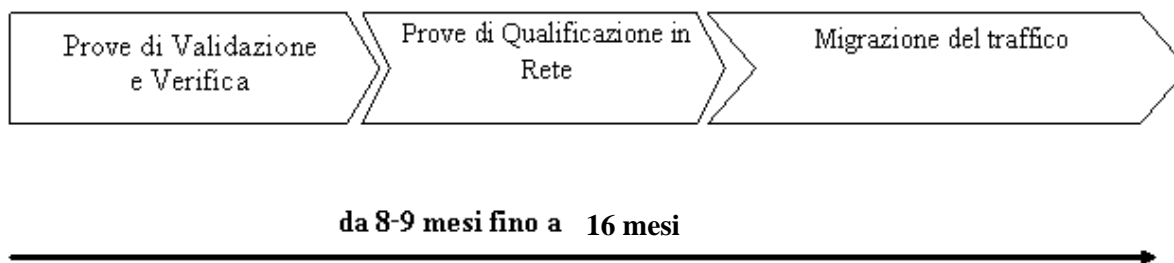 Prove di Validazione
e Verifica
Prove di Qualificazione in
Rete
Migrazione del traffico
da 8-9 mesi fino a 16 mesi